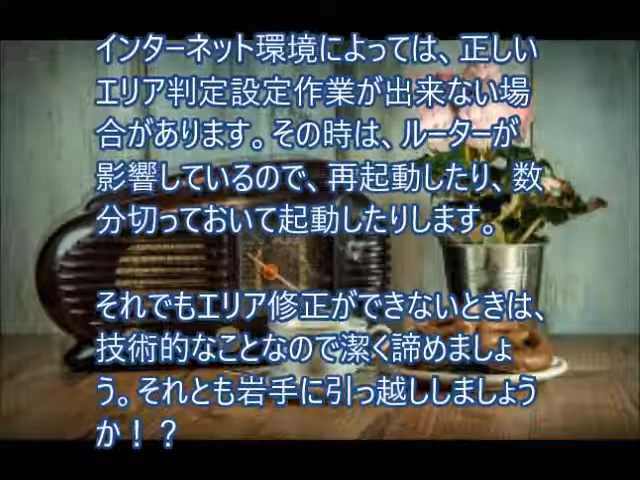 インターネット環境によっては、正しい
エリア判定設定作業が出来ない場
合があります。その時は、ルーターが
影響しているので、再起動したり、数
分切っておいて起動したりします。
それでもエリア修正ができないときは、
技術的なことなので潔く諦めましょ
う。それとも岩手に引っ越ししましょう
か！？